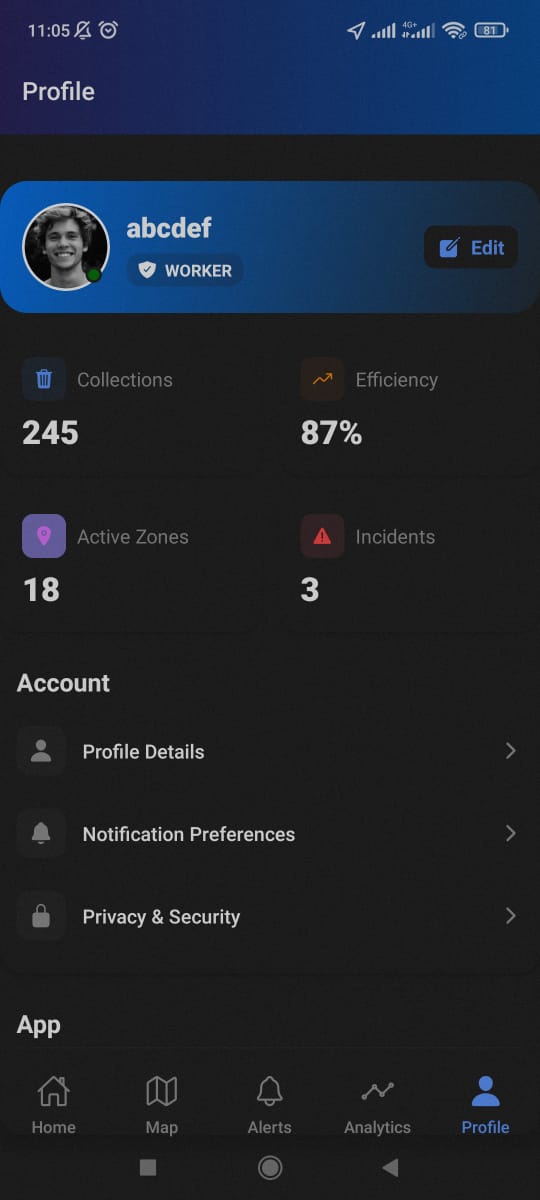 11:05 4G+ 81
Profile
abcdef
WORKER
Edit
Collections
245
Efficiency
87%
Active Zones
18
Incidents
3
Account
Profile Details
Notification Preferences
Privacy & Security
App
Home Map Alerts Analytics Profile